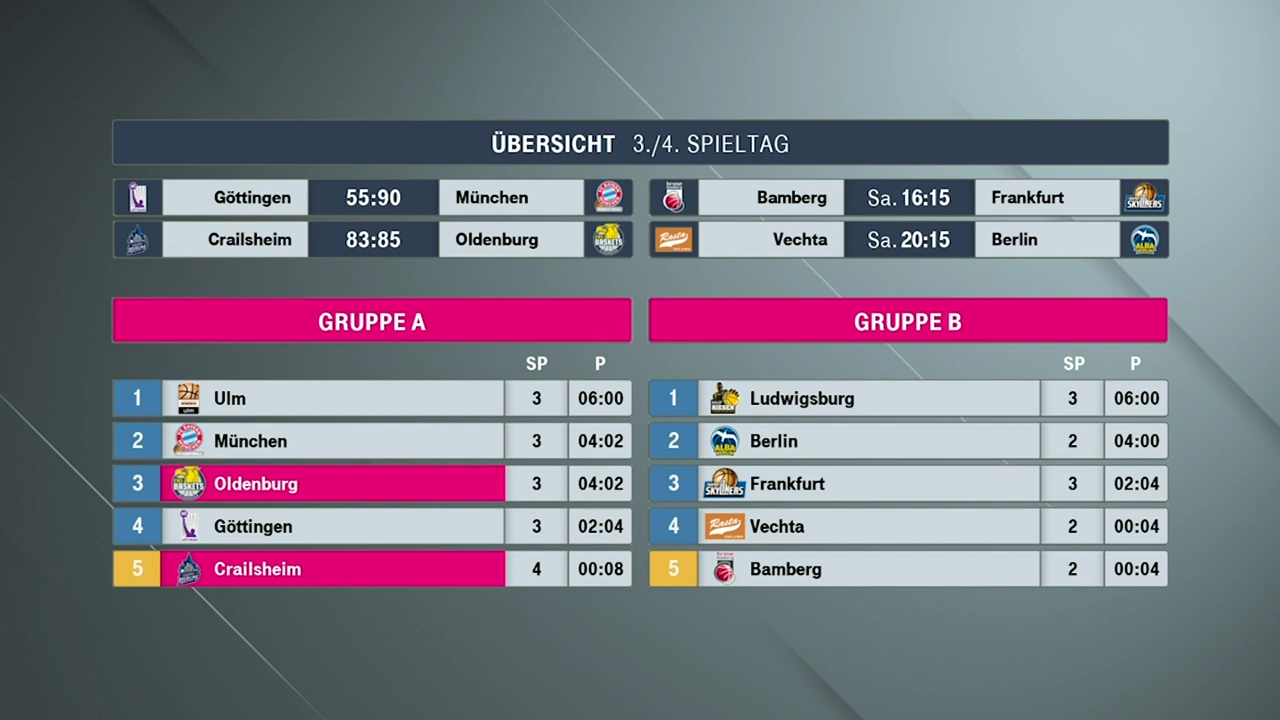 ÜBERSICHT 3./4. SPIELTAG
Göttingen 55:90 München
Crailsheim 83:85 Oldenburg
Bamberg Sa. 16:15 Frankfurt
Vechta Sa. 20:15 Berlin
GRUPPE A
SP P
1 Ulm 3 06:00
2 München 3 04:02
3 Oldenburg 3 04:02
4 Göttingen 3 02:04
5 Crailsheim 4 00:08
GRUPPE B
SP P
1 Ludwigsburg 3 06:00
2 Berlin 2 04:00
3 Frankfurt 3 02:04
4 Vechta 2 00:04
5 Bamberg 2 00:04